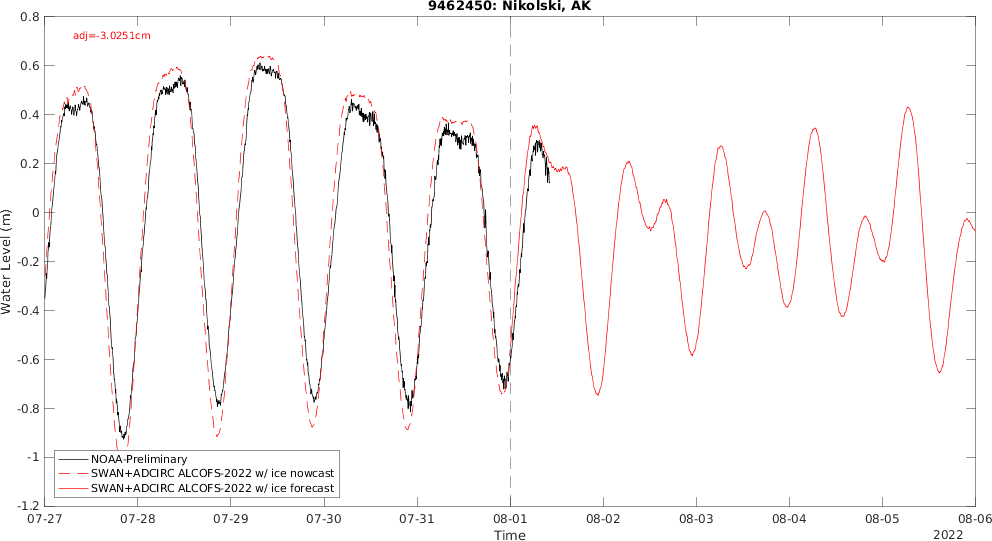 9462450: Nikolski, AK
adj=-3.0251cm
0.8
0.6
0.4
0.2
0
-0.2
-0.4
-0.6
-0.8
-1
-1.2
Water Level (m)
NOAA-Preliminary
SWAN+ADCIRC ALCOFS-2022 w/ ice nowcast
SWAN+ADCIRC ALCOFS-2022 w/ ice forecast
07-27 07-28 07-29 07-30 07-31 08-01 08-02 08-03 08-04 08-05 08-06
Time
2022